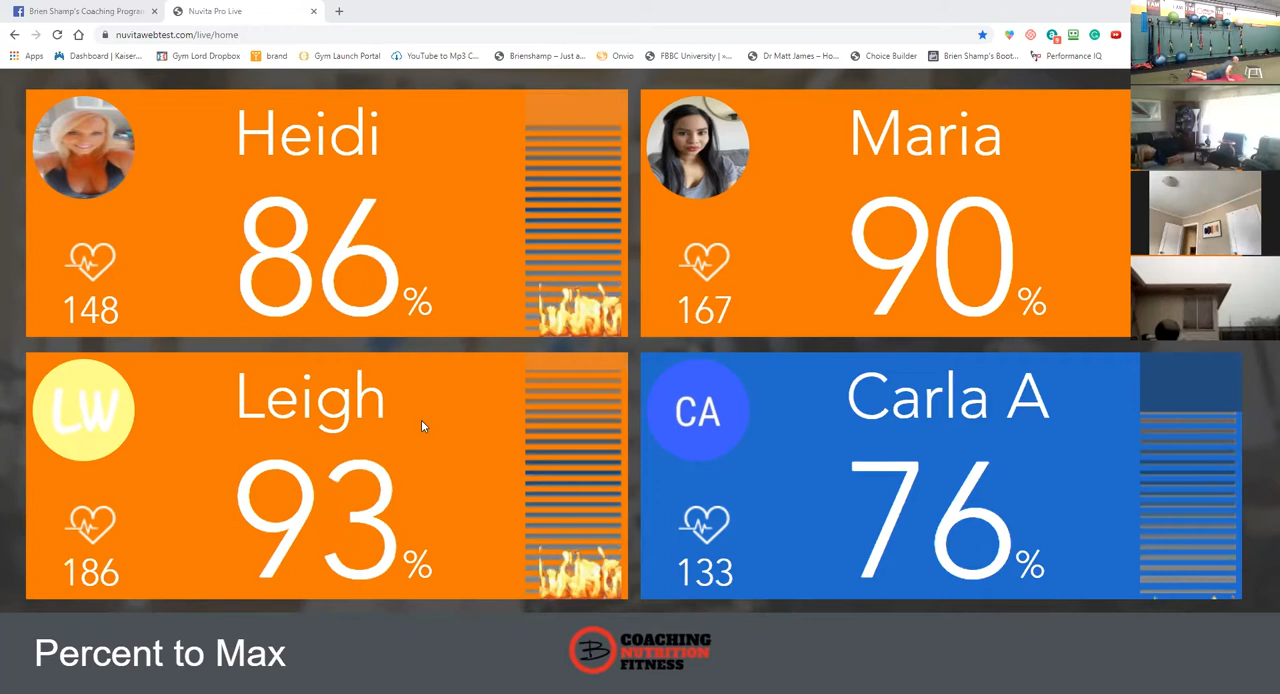 Brien Shamp's Coaching Program
Nuvita Pro Live
nuvitawebtest.com/live/home
Apps
Dashboard | Kaiser...
Gym Lord Dropbox
brand
Gym Launch Portal
YouTube to Mp3 C...
Brienshamp – Just a...
Onvio
FBBC University | »...
Dr Matt James – Ho...
Choice Builder
Brien Shamp's Boot...
Performance IQ
Heidi
86%
148
Maria
90%
167
LW
Leigh
93%
186
CA
Carla A
76%
133
Percent to Max
B
COACHING
NUTRITION
FITNESS